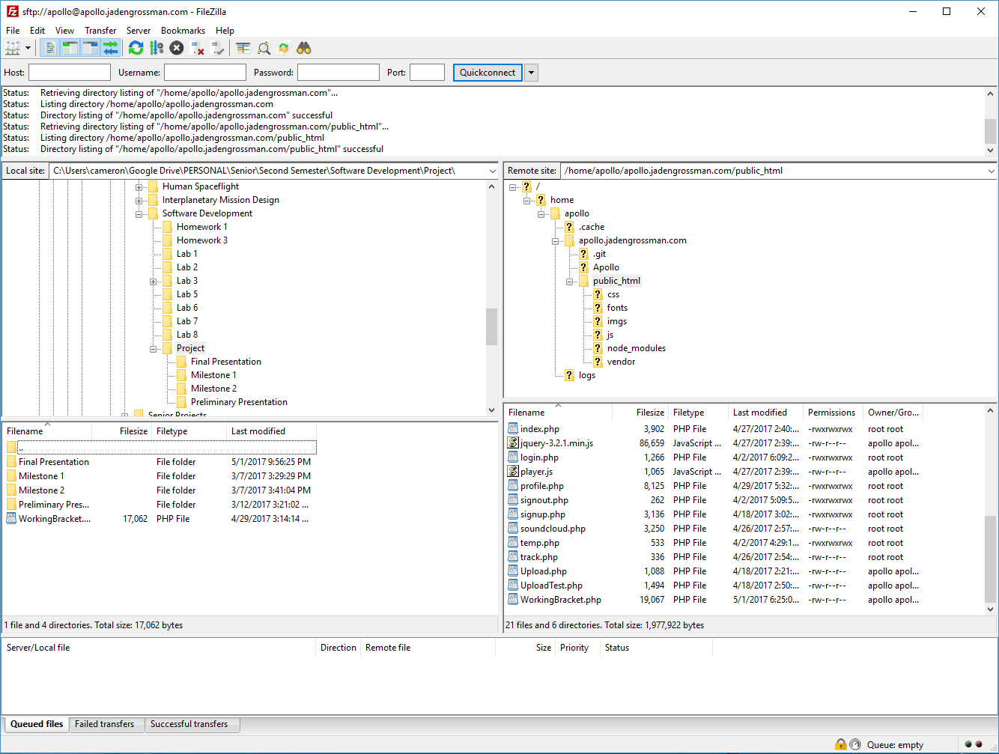 sftp://apollo@apollo.jadengrossman.com - FileZilla
File Edit View Transfer Server Bookmarks Help
Host: Username: Password: Port: Quickconnect
Status: Retrieving directory listing of "/home/apollo/apollo.jadengrossman.com"...
Status: Listing directory /home/apollo/apollo.jadengrossman.com
Status: Directory listing of "/home/apollo/apollo.jadengrossman.com" successful
Status: Retrieving directory listing of "/home/apollo/apollo.jadengrossman.com/public_html"...
Status: Listing directory /home/apollo/apollo.jadengrossman.com/public_html
Status: Directory listing of "/home/apollo/apollo.jadengrossman.com/public_html" successful
Local site: C:\Users\cameron\Google Drive\PERSONAL\Senior\Second Semester\Software Development\Project\
Human Spaceflight
Interplanetary Mission Design
Software Development
Homework 1
Homework 3
Lab 1
Lab 2
Lab 3
Lab 5
Lab 6
Lab 7
Lab 8
Project
Final Presentation
Milestone 1
Milestone 2
Preliminary Presentation
Senior Projects
Filename Filesize Filetype Last modified
..
Final Presentation File folder 5/1/2017 9:56:25 PM
Milestone 1 File folder 3/7/2017 3:29:29 PM
Milestone 2 File folder 3/7/2017 3:41:04 PM
Preliminary Pres... File folder 3/12/2017 3:21:02 ...
WorkingBracket.... 17,062 PHP File 4/29/2017 3:14:14 ...
1 file and 4 directories. Total size: 17,062 bytes
Remote site: /home/apollo/apollo.jadengrossman.com/public_html
/
home
apollo
.cache
apollo.jadengrossman.com
.git
Apollo
public_html
css
fonts
imgs
js
node_modules
vendor
logs
Filename Filesize Filetype Last modified Permissions Owner/Gro...
index.php 3,902 PHP File 4/27/2017 2:40:... -rwxrwxrwx root root
jquery-3.2.1.min.js 86,659 JavaScript ... 4/27/2017 2:39:... -rw-r--r-- apollo apol...
login.php 1,266 PHP File 4/2/2017 6:09:2... -rwxrwxrwx root root
player.js 1,065 JavaScript ... 4/27/2017 2:39:... -rw-r--r-- apollo apol...
profile.php 8,125 PHP File 4/29/2017 5:32:... -rwxrwxrwx root root
signout.php 262 PHP File 4/2/2017 5:09:5... -rwxrwxrwx root root
signup.php 3,136 PHP File 4/18/2017 3:02:... -rwxrwxrwx root root
soundcloud.php 3,250 PHP File 4/26/2017 2:57:... -rw-r--r-- root root
temp.php 533 PHP File 4/2/2017 4:29:1... -rwxrwxrwx root root
track.php 336 PHP File 4/26/2017 2:54:... -rw-r--r-- root root
Upload.php 1,088 PHP File 4/18/2017 2:21:... -rw-r--r-- apollo apol...
UploadTest.php 1,494 PHP File 4/18/2017 2:50:... -rw-r--r-- apollo apol...
WorkingBracket.php 19,067 PHP File 5/1/2017 6:25:0... -rw-r--r-- apollo apol...
21 files and 6 directories. Total size: 1,977,922 bytes
Server/Local file Direction Remote file Size Priority Status
Queued files Failed transfers Successful transfers
Queue: empty